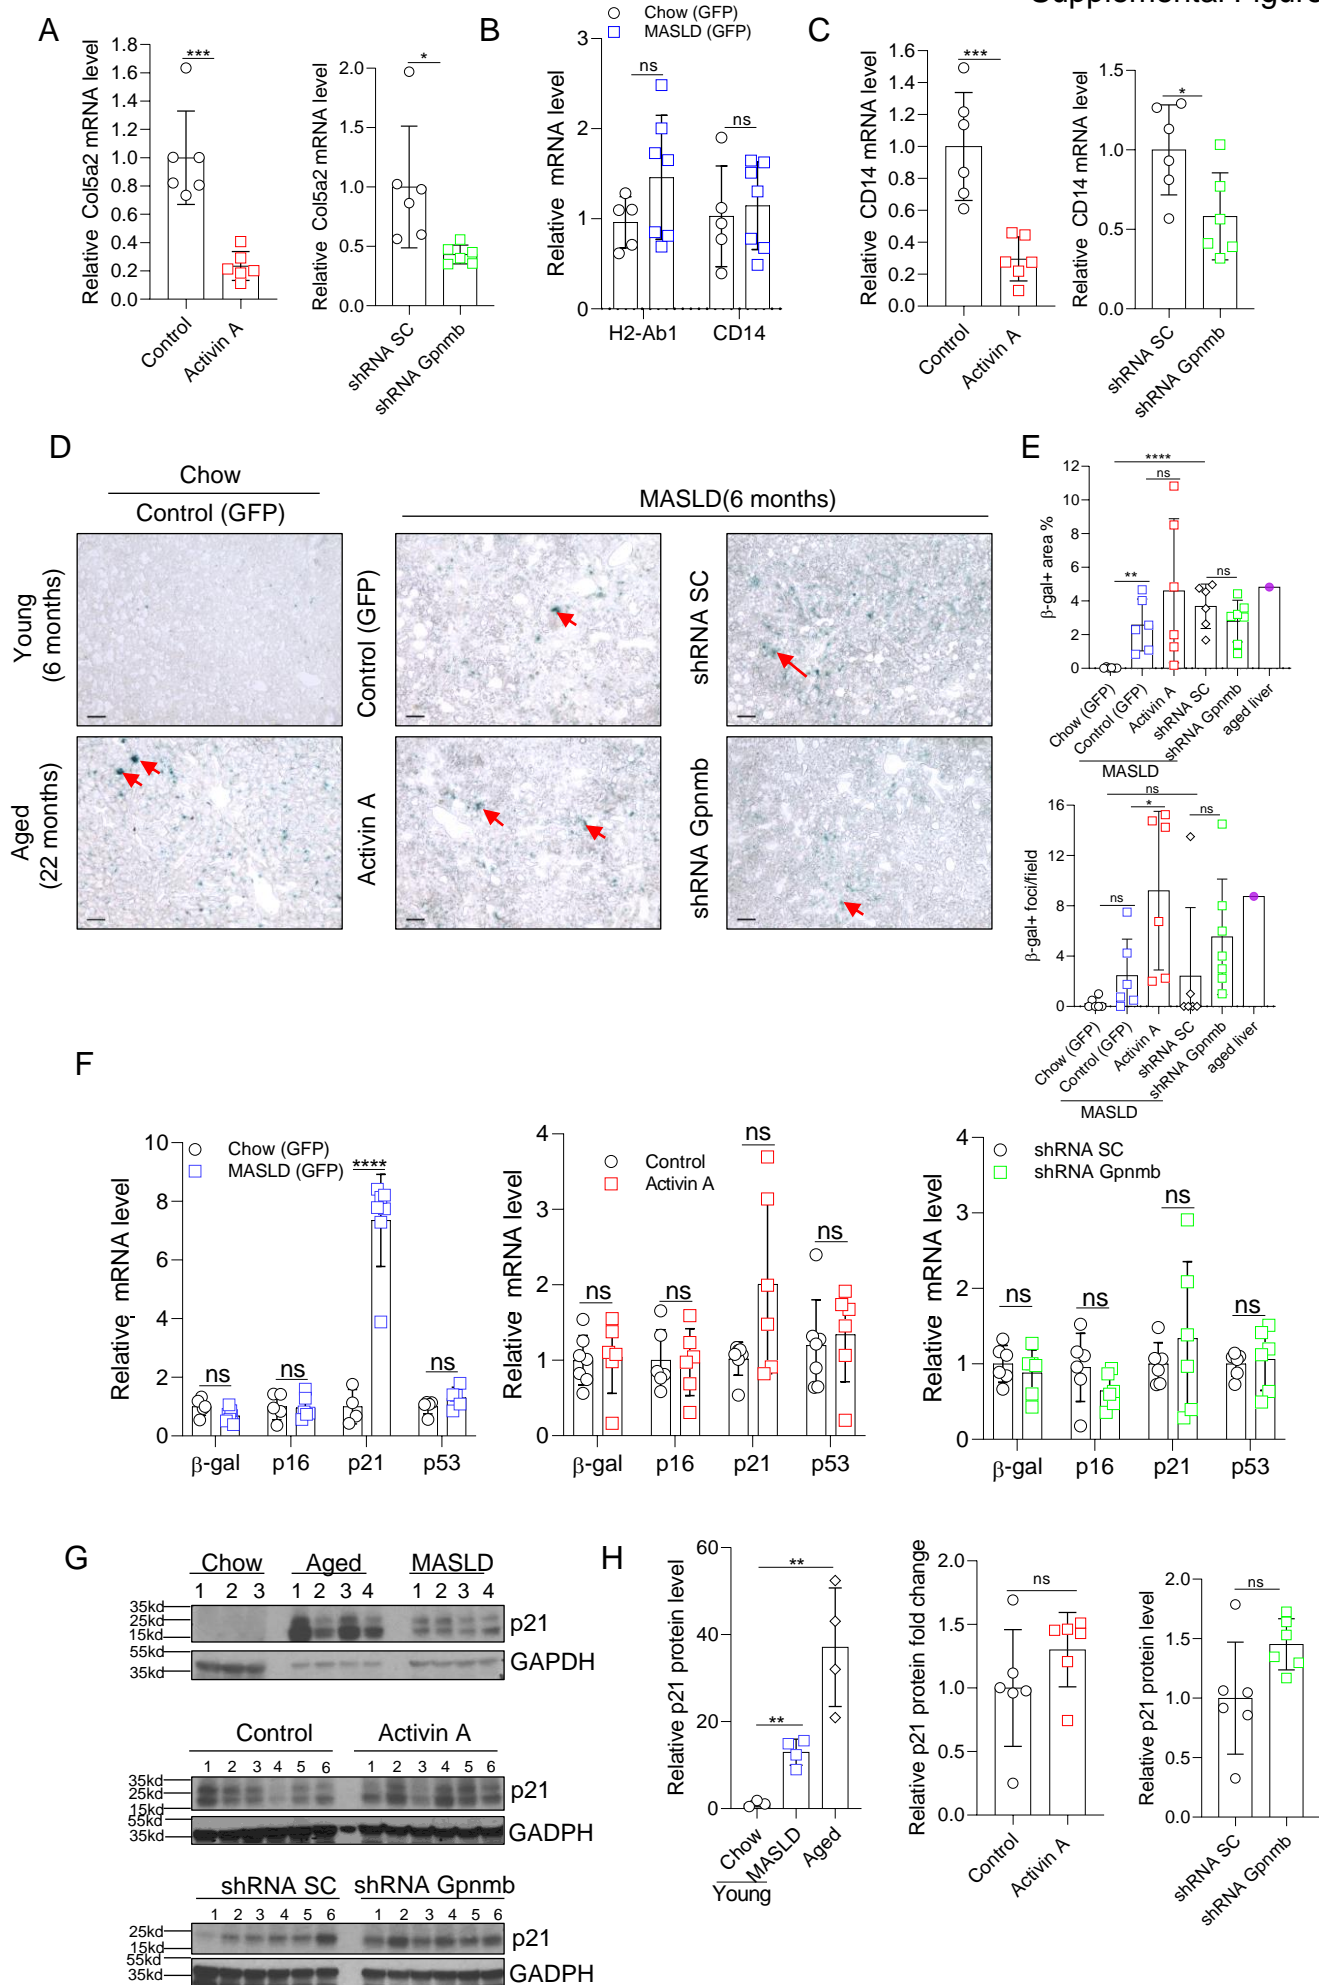 Supplemental Figure
A
Relative Col5a2 mRNA level
1.8
1.6
1.4
1.2
1.0
0.8
0.6
0.4
0.2
0.0
***
Control
Activin A
Relative Col5a2 mRNA level
2.0
1.5
1.0
0.5
0.0
*
shRNA SC
shRNA Gpnmb
B
Chow (GFP)
MASLD (GFP)
Relative mRNA level
3
2
1
0
ns
ns
H2-Ab1
CD14
C
Relative CD14 mRNA level
1.6
1.4
1.2
1.0
0.8
0.6
0.4
0.2
0.0
***
Control
Activin A
Relative CD14 mRNA level
1.5
1.0
0.5
0.0
*
shRNA SC
shRNA Gpnmb
D
Chow
Control (GFP)
MASLD(6 months)
Young
(6 months)
Control (GFP)
shRNA SC
Aged
(22 months)
Activin A
shRNA Gpnmb
E
β-gal+ area %
12
10
8
6
4
2
0
****
ns
**
ns
Chow (GFP)
Control (GFP)
Activin A
shRNA SC
shRNA Gpnmb
aged liver
MASLD
β-gal+ foci/field
16
12
8
4
0
ns
*
ns
ns
Chow (GFP)
Control (GFP)
Activin A
shRNA SC
shRNA Gpnmb
aged liver
MASLD
F
Relative mRNA level
10
8
6
4
2
0
Chow (GFP)
MASLD (GFP)
ns
ns
****
ns
β-gal
p16
p21
p53
Relative mRNA level
4
3
2
1
0
Control
Activin A
ns
ns
ns
ns
β-gal
p16
p21
p53
Relative mRNA level
4
3
2
1
0
shRNA SC
shRNA Gpnmb
ns
ns
ns
ns
β-gal
p16
p21
p53
G
Chow
Aged
MASLD
1 2 3
1 2 3 4
1 2 3 4
35kd
25kd
15kd
p21
55kd
35kd
GAPDH
Control
Activin A
1 2 3 4 5 6
1 2 3 4 5 6
35kd
25kd
15kd
p21
55kd
35kd
GADPH
shRNA SC
shRNA Gpnmb
1 2 3 4 5 6
1 2 3 4 5 6
25kd
15kd
p21
55kd
35kd
GADPH
H
Relative p21 protein level
60
40
20
0
**
**
Chow
MASLD
Aged
Young
Relative p21 protein fold change
2.0
1.5
1.0
0.5
0.0
ns
Control
Activin A
Relative p21 protein level
2.0
1.5
1.0
0.5
0.0
ns
shRNA SC
shRNA Gpnmb